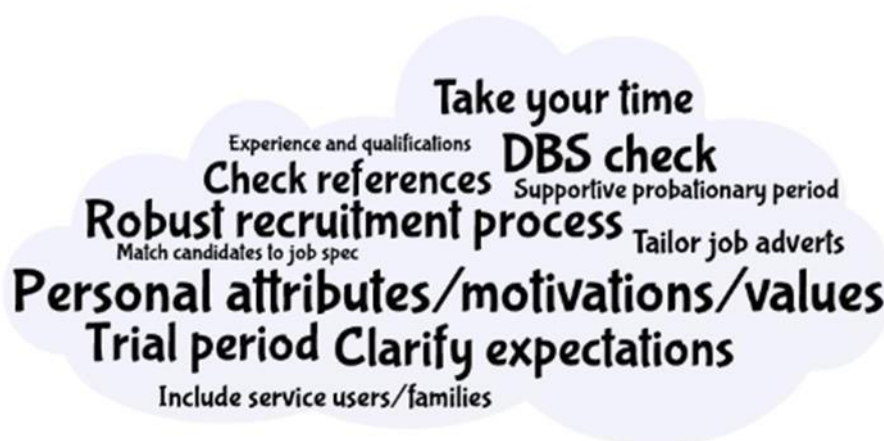 Take your time
Experience and qualifications
DBS check
Check references
Supportive probationary period
Robust recruitment process
Tailor job adverts
Match candidates to job spec
Personal attributes/motivations/values
Trial period
Clarify expectations
Include service users/families